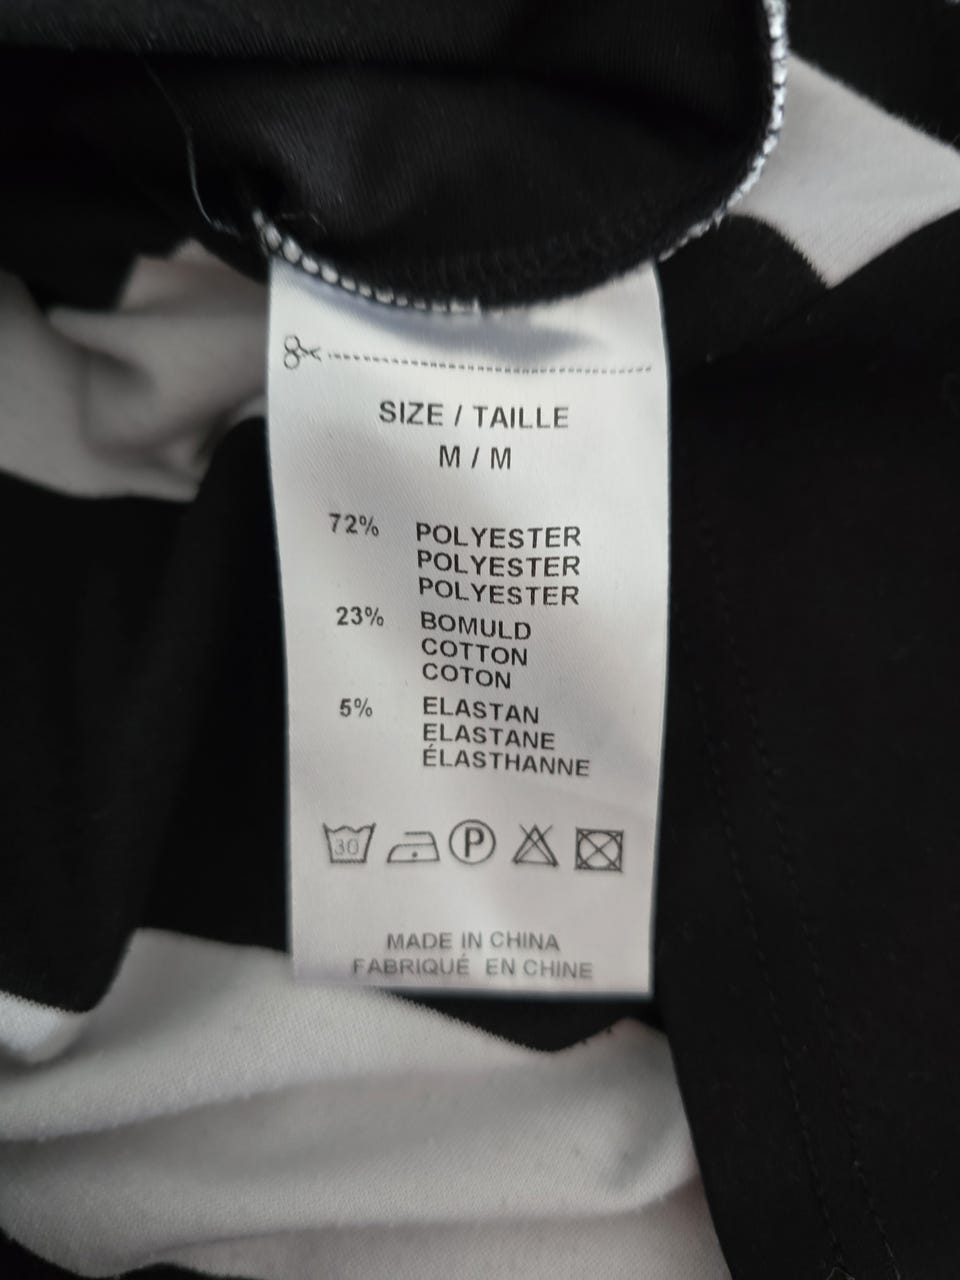 SIZE / TAILLE
M / M
72% POLYESTER
POLYESTER
POLYESTER
23% BOMULD
COTTON
COTON
5% ELASTAN
ELASTANE
ÉLASTHANNE
30 P
MADE IN CHINA
FABRIQUÉ EN CHINE